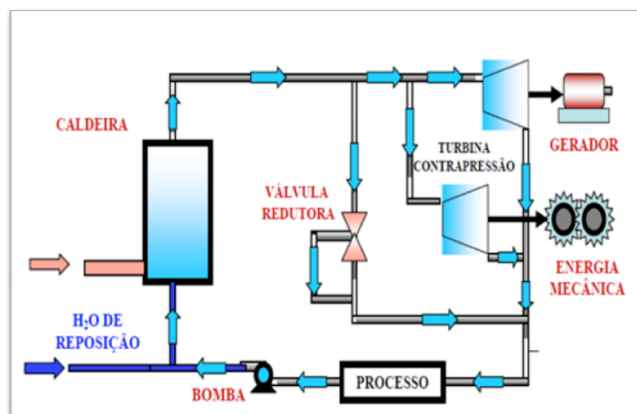 CALDEIRA
TURBINA
CONTRAPRESSÃO
GERADOR
VÁLVULA
REDUTORA
ENERGIA
MECÂNICA
H₂O DE
REPOSIÇÃO
BOMBA
PROCESSO